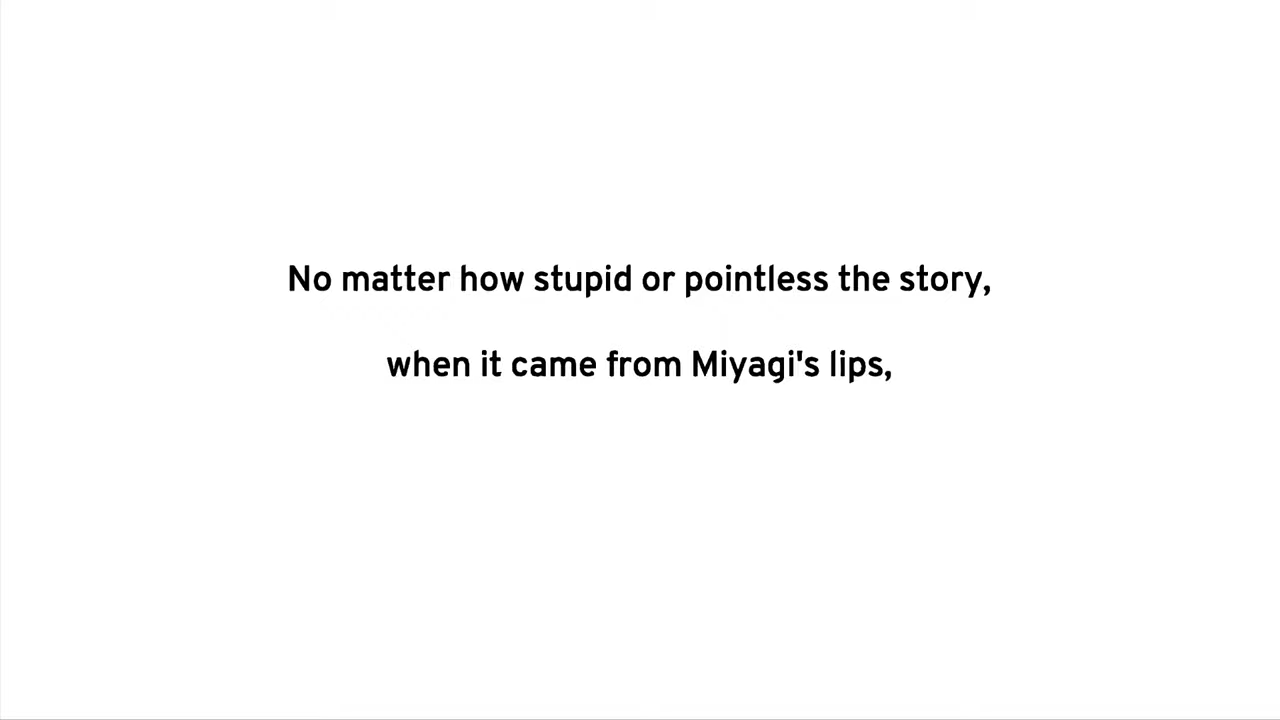 No matter how stupid or pointless the story,
when it came from Miyagi's lips,